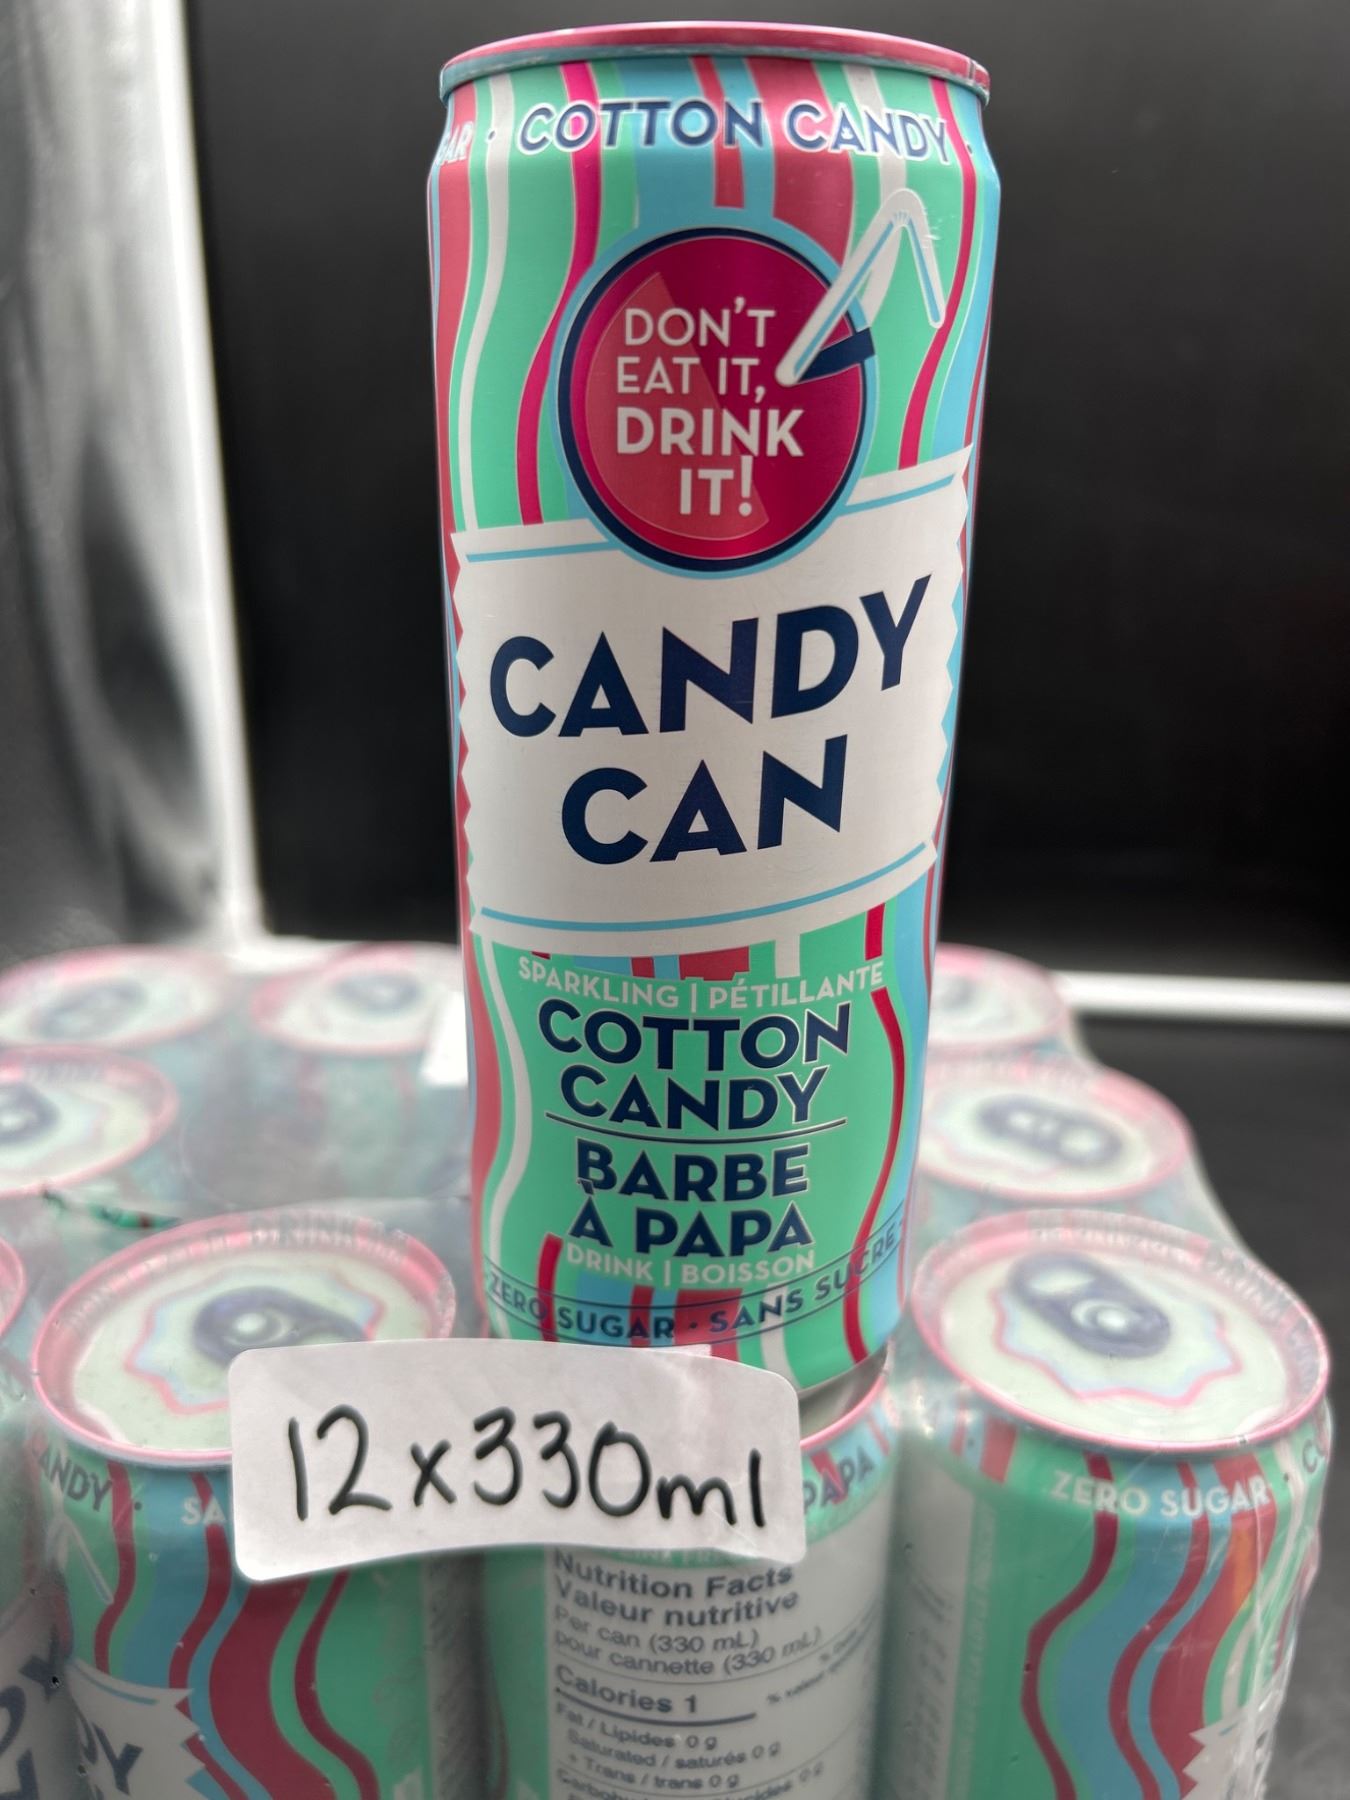 COTTON CANDY
DON'T
EAT IT,
DRINK
IT!
CANDY
CAN
SPARKLING | PÉTILLANTE
COTTON
CANDY
BARBE
À PAPA
DRINK | BOISSON
ZERO SUGAR · SANS SUCRE
12x330ml
PAPA
ZERO SUGAR
Nutrition Facts
Valeur nutritive
Per can (330 mL)
pour cannette (330 mL)
Calories 1
Fat / Lipides 0 g
Saturated / saturés 0 g
+ Trans / trans 0 g